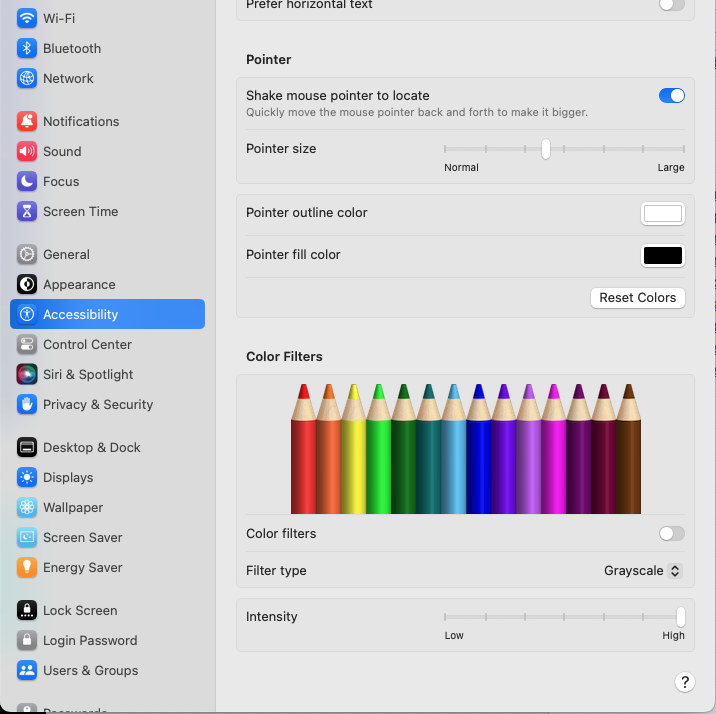 Wi-Fi
Bluetooth
Network
Notifications
Sound
Focus
Screen Time
General
Appearance
Accessibility
Control Center
Siri & Spotlight
Privacy & Security
Desktop & Dock
Displays
Wallpaper
Screen Saver
Energy Saver
Lock Screen
Login Password
Users & Groups
Passwords
Prefer horizontal text
Pointer
Shake mouse pointer to locate
Quickly move the mouse pointer back and forth to make it bigger.
Pointer size
Normal Large
Pointer outline color
Pointer fill color
Reset Colors
Color Filters
Color filters
Filter type Grayscale
Intensity
Low High
?